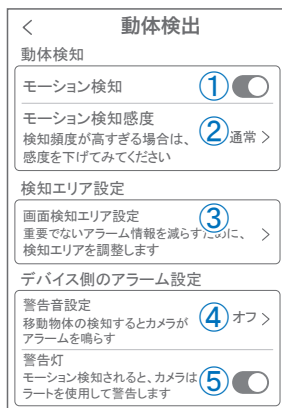 < 動体検出
動体検知
モーション検知 ①
モーション検知感度
検知頻度が高すぎる場合は、 ② 通常 >
感度を下げてみてください
検知エリア設定
画面検知エリア設定 ③
重要でないアラーム情報を減らすために、 >
検知エリアを調整します
デバイス側のアラーム設定
警告音設定
移動物体の検知するとカメラが ④ オフ >
アラームを鳴らす
警告灯
モーション検知されると、カメラは ⑤
ラートを使用して警告します